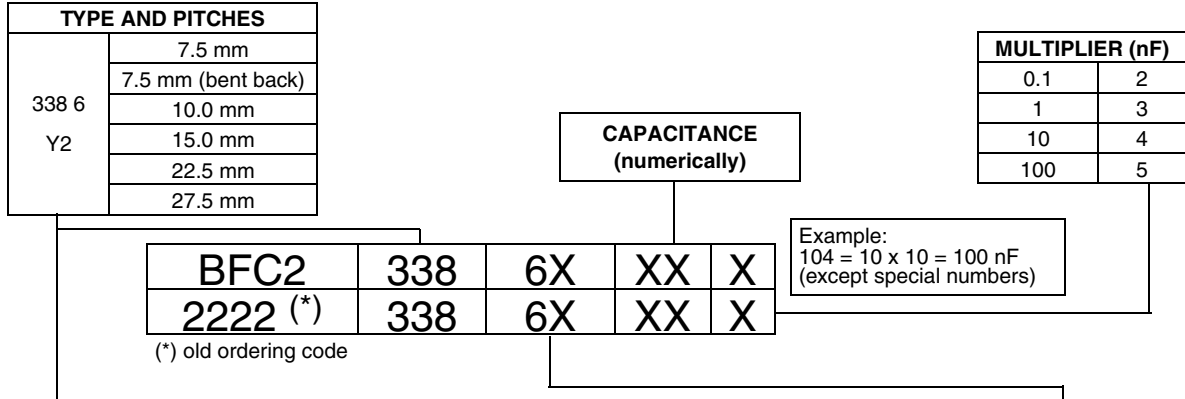 TYPE AND PITCHES
338 6
Y2
7.5 mm
7.5 mm (bent back)
10.0 mm
15.0 mm
22.5 mm
27.5 mm
CAPACITANCE
(numerically)
MULTIPLIER (nF)
0.1 2
1 3
10 4
100 5
Example:
104 = 10 x 10 = 100 nF
(except special numbers)
BFC2 338 6X XX X
2222 (*) 338 6X XX X
(*) old ordering code